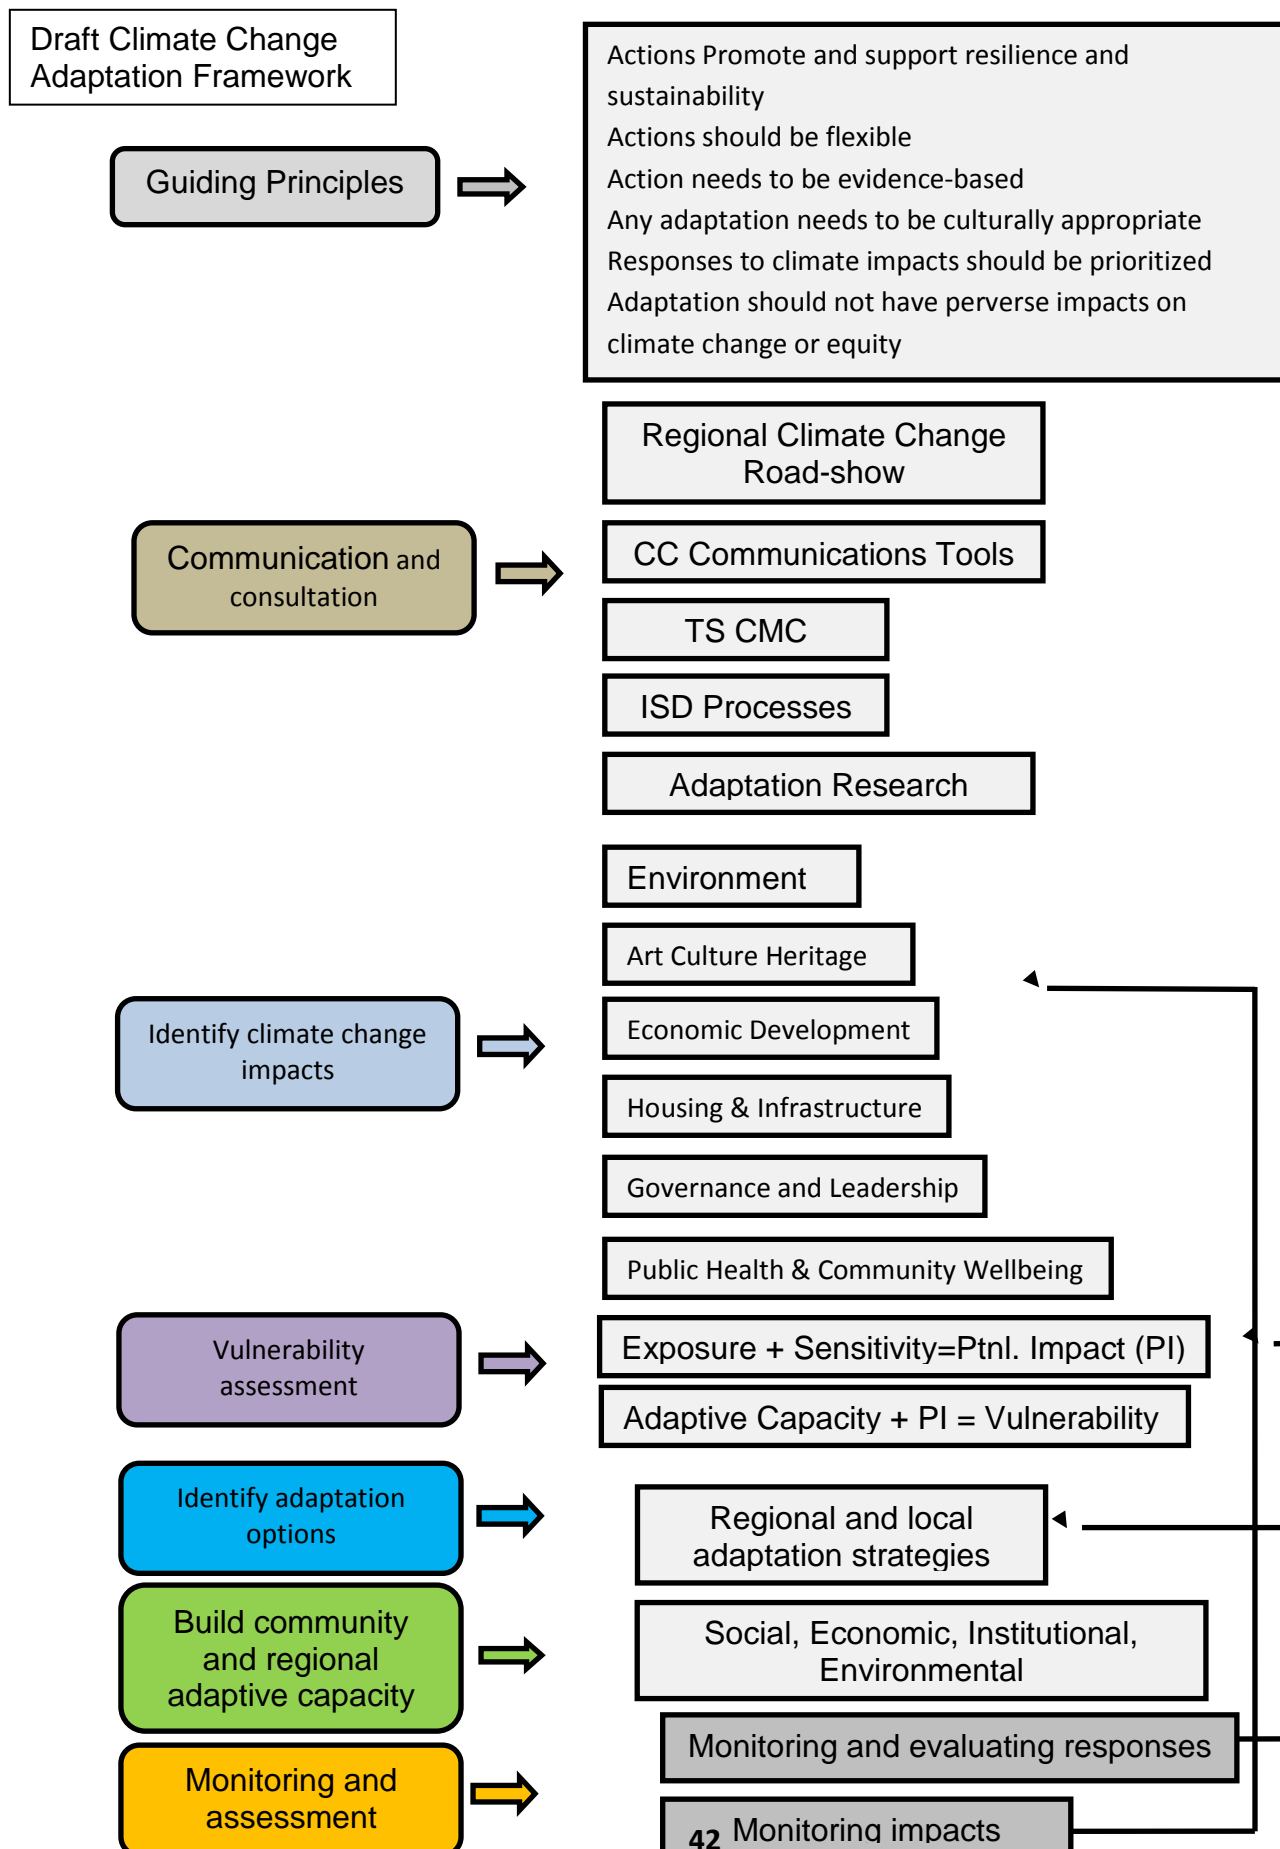 Draft Climate Change
Adaptation Framework
Actions Promote and support resilience and
sustainability
Actions should be flexible
Action needs to be evidence-based
Any adaptation needs to be culturally appropriate
Responses to climate impacts should be prioritized
Adaptation should not have perverse impacts on
climate change or equity
Guiding Principles
Regional Climate Change
Road-show
Communication and
consultation
CC Communications Tools
TS CMC
ISD Processes
Adaptation Research
Environment
Art Culture Heritage
Identify climate change
impacts
Economic Development
Housing & Infrastructure
Governance and Leadership
Public Health & Community Wellbeing
Vulnerability
assessment
Exposure + Sensitivity=Ptnl. Impact (PI)
Adaptive Capacity + PI = Vulnerability
Identify adaptation
options
Regional and local
adaptation strategies
Build community
and regional
adaptive capacity
Social, Economic, Institutional,
Environmental
Monitoring and
assessment
Monitoring and evaluating responses
Monitoring impacts
42